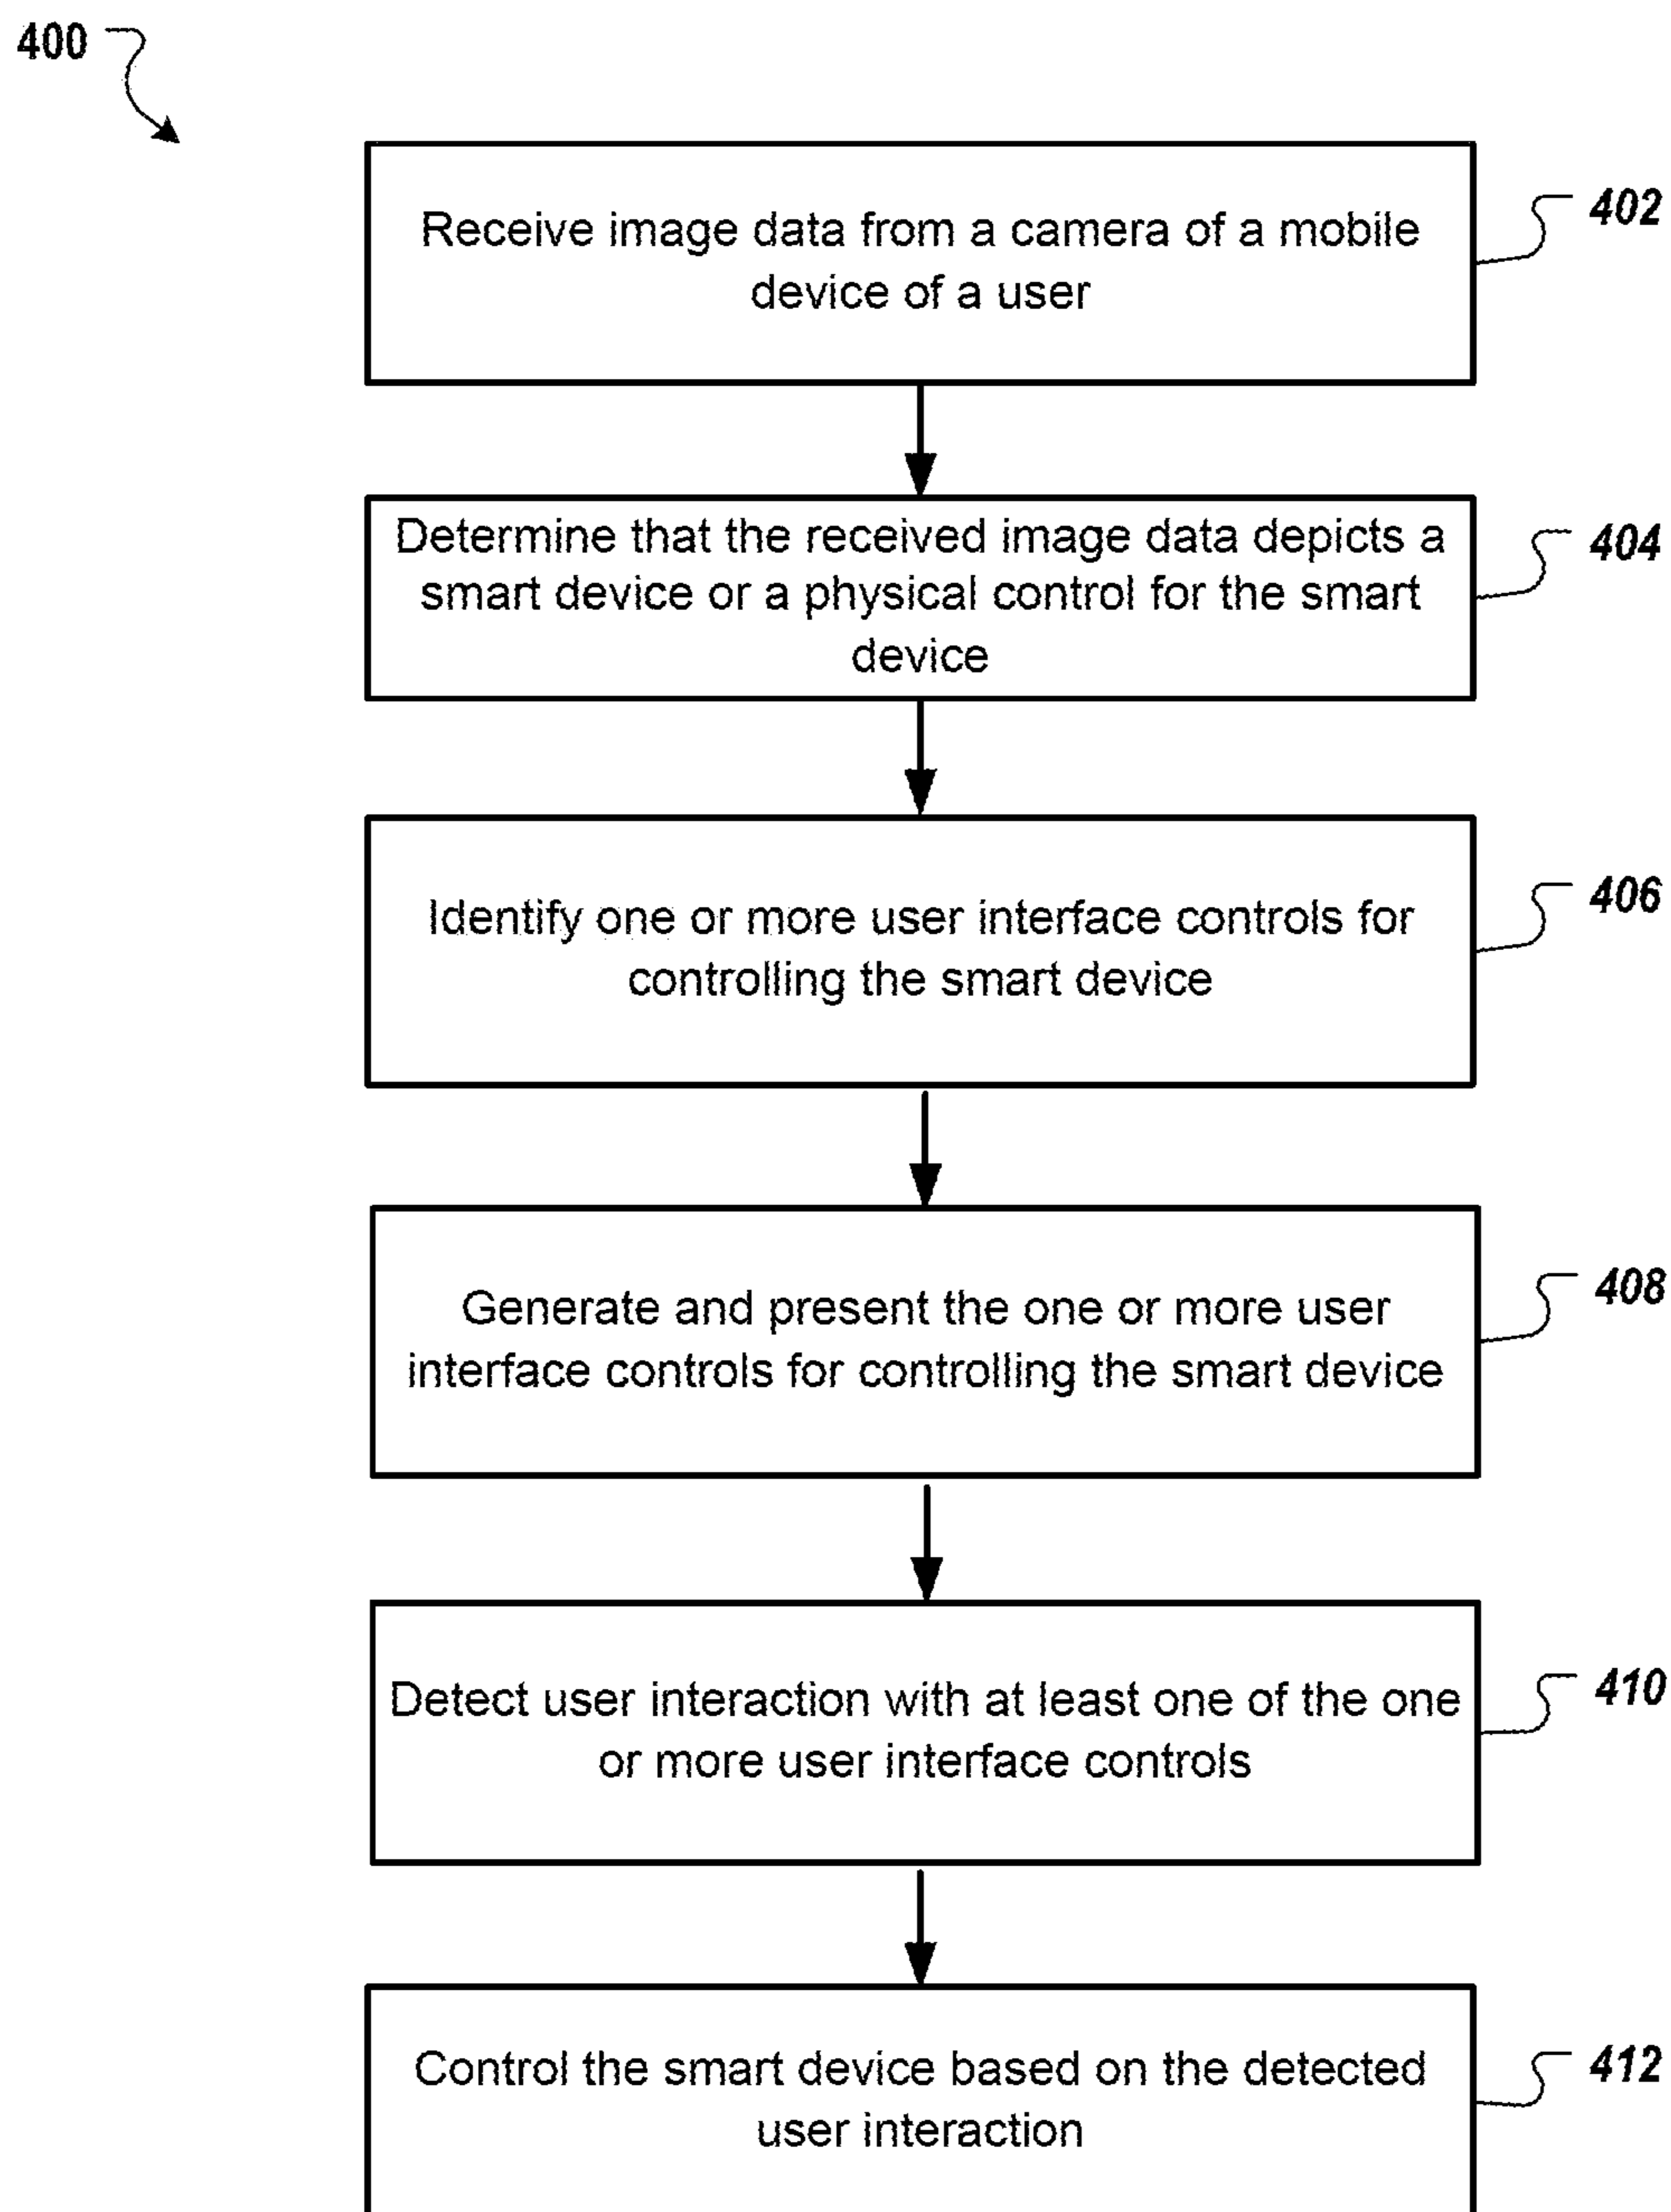 400
Receive image data from a camera of a mobile
device of a user
402
Determine that the received image data depicts a
smart device or a physical control for the smart
device
404
Identify one or more user interface controls for
controlling the smart device
406
Generate and present the one or more user
interface controls for controlling the smart device
408
Detect user interaction with at least one of the one
or more user interface controls
410
Control the smart device based on the detected
user interaction
412